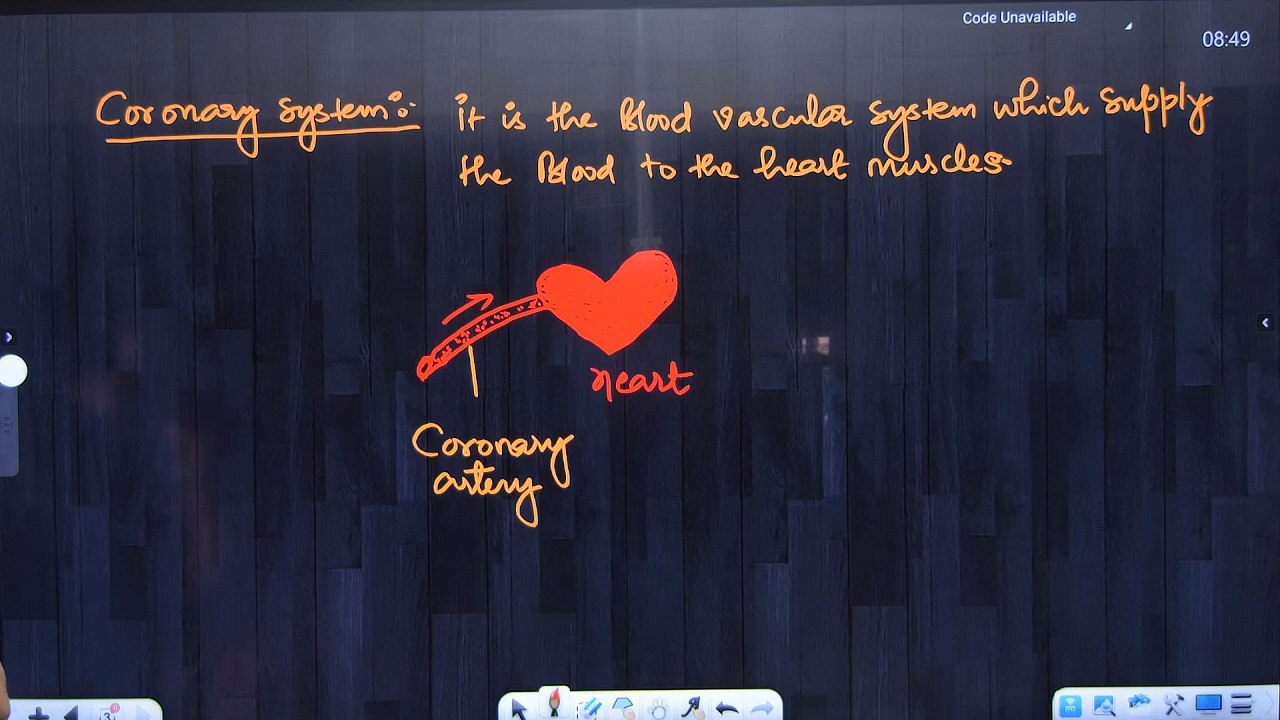 Code Unavailable
08:49
Coronary System:- it is the Blood vascular system which supply
the Blood to the heart muscles.
heart
Coronary
artery
3